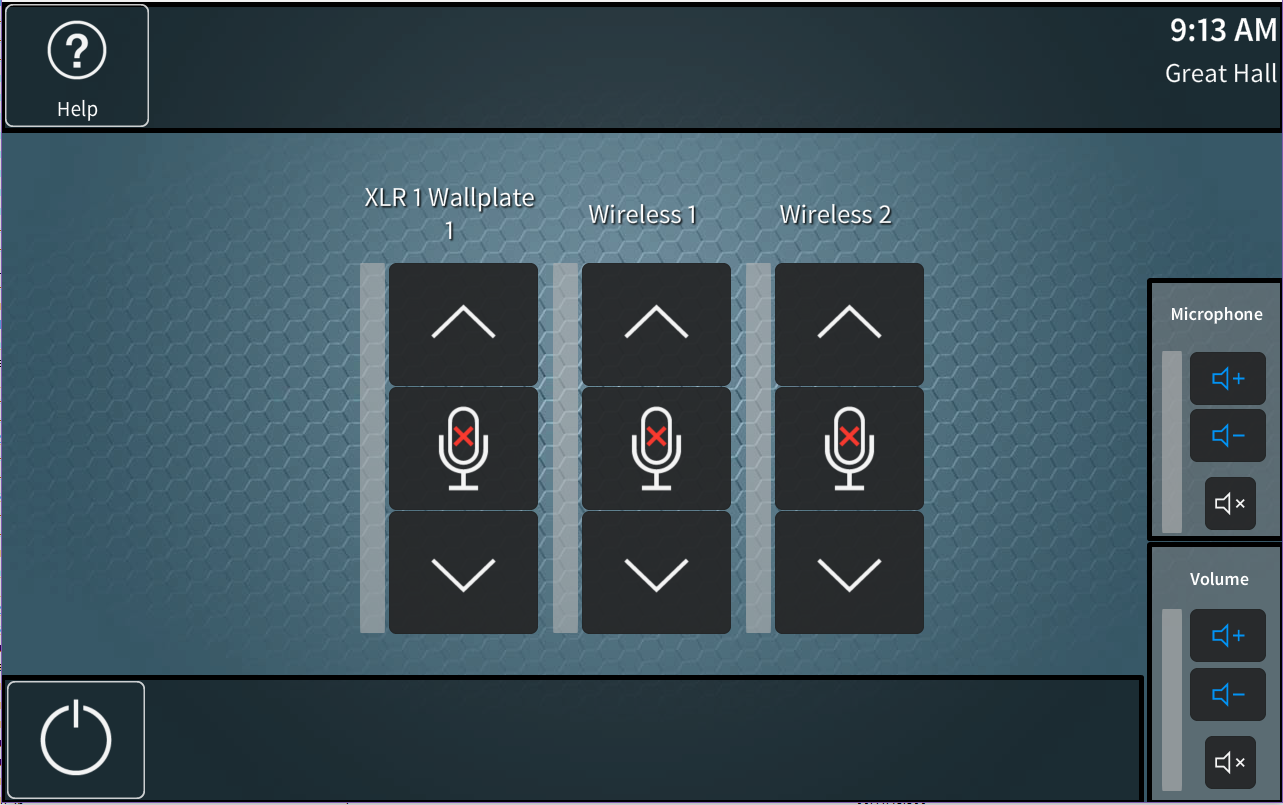 Help
9:13 AM
Great Hall
XLR 1 Wallplate
1
Wireless 1
Wireless 2
Microphone
Volume